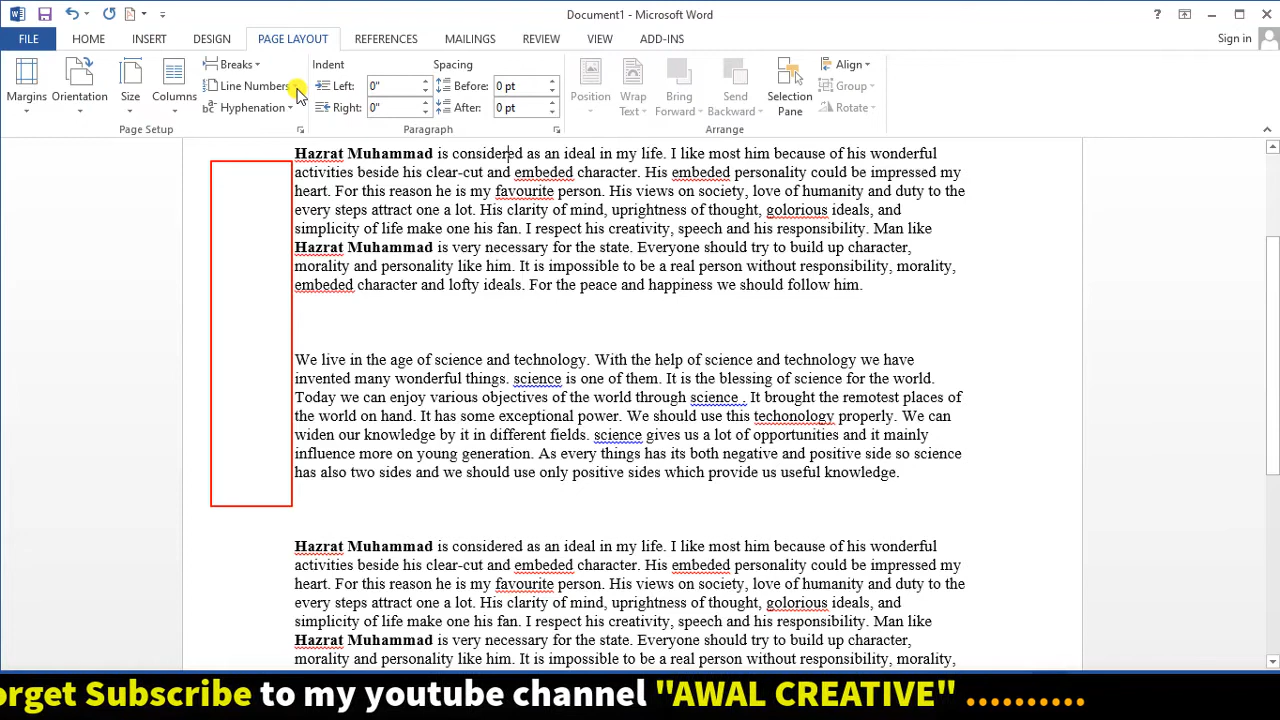 Document1 - Microsoft Word
FILE HOME INSERT DESIGN PAGE LAYOUT REFERENCES MAILINGS REVIEW VIEW ADD-INS Sign in
Margins Orientation Size Columns
Breaks
Line Numbers
Hyphenation
Page Setup
Indent Spacing
Left: 0" Before: 0 pt
Right: 0" After: 0 pt
Paragraph
Position Wrap Text Bring Forward Send Backward Selection Pane
Align
Group
Rotate
Arrange
Hazrat Muhammad is considered as an ideal in my life. I like most him because of his wonderful
activities beside his clear-cut and embeded character. His embeded personality could be impressed my
heart. For this reason he is my favourite person. His views on society, love of humanity and duty to the
every steps attract one a lot. His clarity of mind, uprightness of thought, golorious ideals, and
simplicity of life make one his fan. I respect his creativity, speech and his responsibility. Man like
Hazrat Muhammad is very necessary for the state. Everyone should try to build up character,
morality and personality like him. It is impossible to be a real person without responsibility, morality,
embeded character and lofty ideals. For the peace and happiness we should follow him.
We live in the age of science and technology. With the help of science and technology we have
invented many wonderful things. science is one of them. It is the blessing of science for the world.
Today we can enjoy various objectives of the world through science . It brought the remotest places of
the world on hand. It has some exceptional power. We should use this techonology properly. We can
widen our knowledge by it in different fields. science gives us a lot of opportunities and it mainly
influence more on young generation. As every things has its both negative and positive side so science
has also two sides and we should use only positive sides which provide us useful knowledge.
Hazrat Muhammad is considered as an ideal in my life. I like most him because of his wonderful
activities beside his clear-cut and embeded character. His embeded personality could be impressed my
heart. For this reason he is my favourite person. His views on society, love of humanity and duty to the
every steps attract one a lot. His clarity of mind, uprightness of thought, golorious ideals, and
simplicity of life make one his fan. I respect his creativity, speech and his responsibility. Man like
Hazrat Muhammad is very necessary for the state. Everyone should try to build up character,
morality and personality like him. It is impossible to be a real person without responsibility, morality,
orget Subscribe to my youtube channel "AWAL CREATIVE" ..........